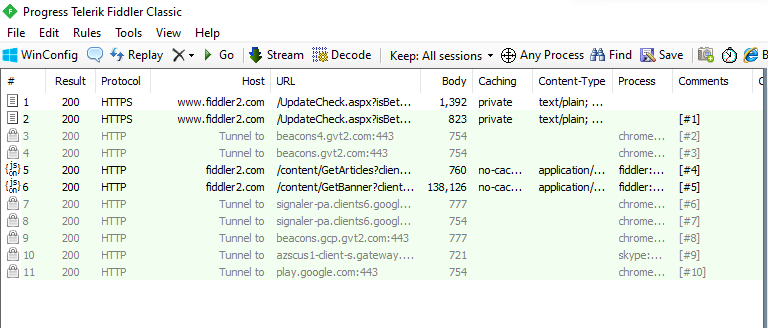 Progress Telerik Fiddler Classic
File Edit Rules Tools View Help
WinConfig Replay Go Stream Decode Keep: All sessions Any Process Find Save B
# Result Protocol Host URL Body Caching Content-Type Process Comments C
1 200 HTTPS www.fiddler2.com /UpdateCheck.aspx?isBet... 1,392 private text/plain; ...
2 200 HTTPS www.fiddler2.com /UpdateCheck.aspx?isBet... 823 private text/plain; ... [#1]
3 200 HTTP Tunnel to beacons4.gvt2.com:443 754 chrome... [#2]
4 200 HTTP Tunnel to beacons.gvt2.com:443 754 chrome... [#3]
js on 5 200 HTTP fiddler2.com /content/GetArticles?clien... 760 no-cac... application/... fiddler:... [#4]
js on 6 200 HTTP fiddler2.com /content/GetBanner?client... 138,126 no-cac... application/... fiddler:... [#5]
7 200 HTTP Tunnel to signaler-pa.clients6.googl... 777 chrome... [#6]
8 200 HTTP Tunnel to signaler-pa.clients6.googl... 754 chrome... [#7]
9 200 HTTP Tunnel to beacons.gcp.gvt2.com:443 777 chrome... [#8]
10 200 HTTP Tunnel to azscus1-client-s.gateway.... 721 skype:... [#9]
11 200 HTTP Tunnel to play.google.com:443 754 chrome... [#10]